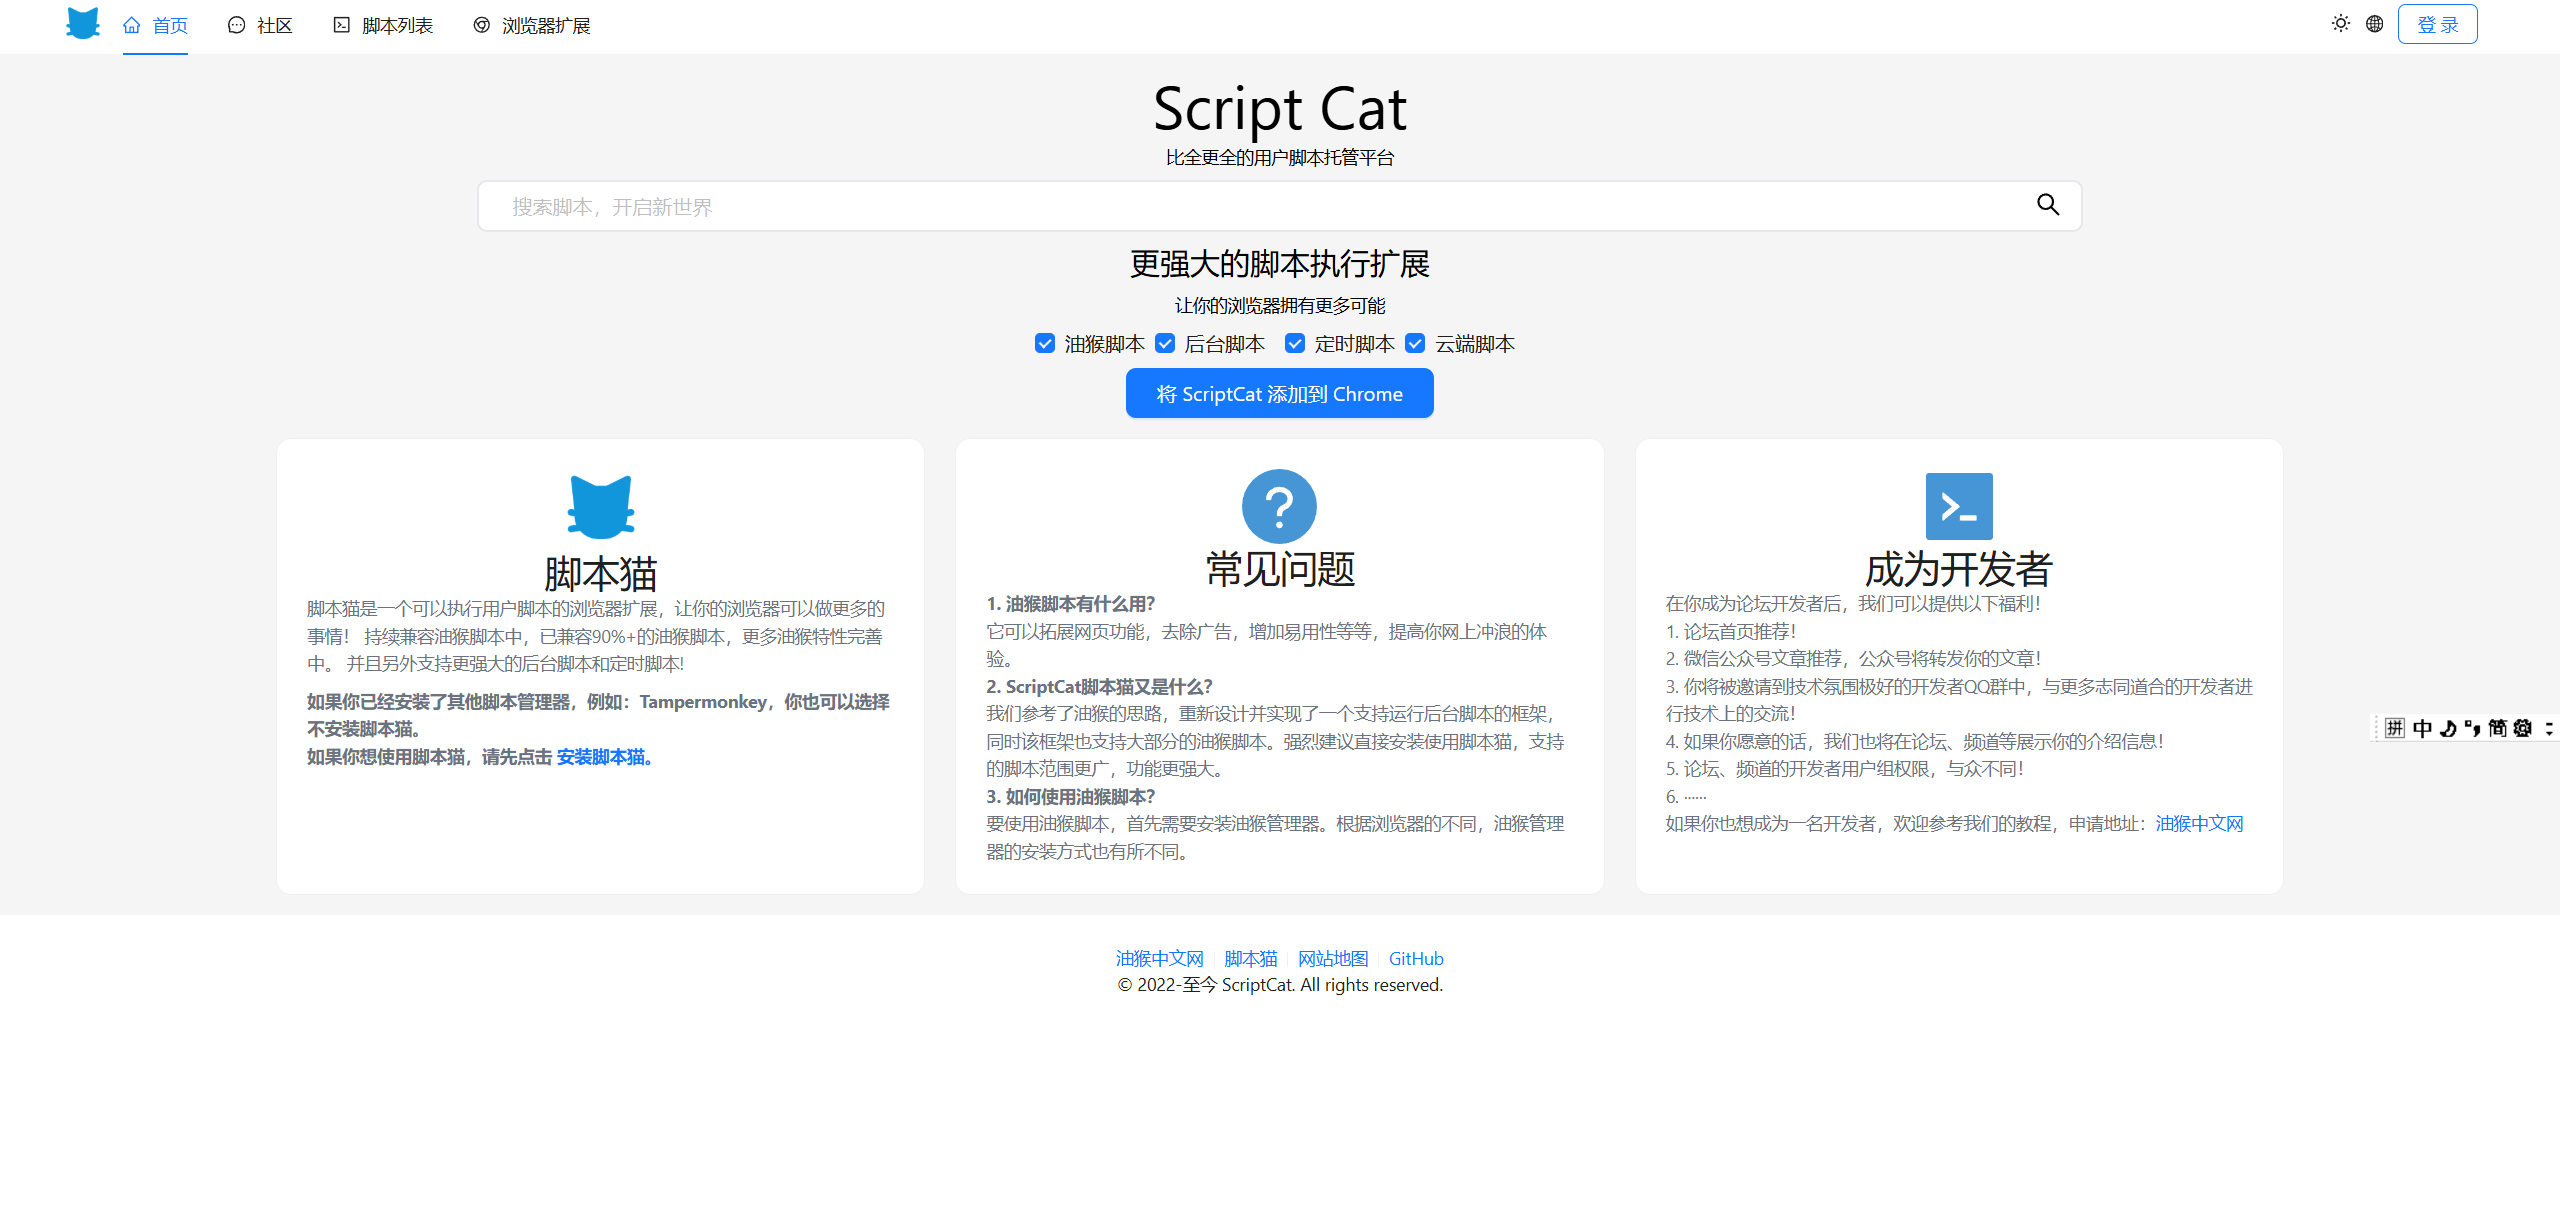 首页 社区 脚本列表 浏览器扩展 登 录
Script Cat
比全更全的用户脚本托管平台
搜索脚本，开启新世界
更强大的脚本执行扩展
让你的浏览器拥有更多可能
油猴脚本 后台脚本 定时脚本 云端脚本
将 ScriptCat 添加到 Chrome
脚本猫
脚本猫是一个可以执行用户脚本的浏览器扩展，让你的浏览器可以做更多的
事情！ 持续兼容油猴脚本中，已兼容90%+的油猴脚本，更多油猴特性完善
中。 并且另外支持更强大的后台脚本和定时脚本!
如果你已经安装了其他脚本管理器，例如：Tampermonkey，你也可以选择
不安装脚本猫。
如果你想使用脚本猫，请先点击 安装脚本猫。
常见问题
1. 油猴脚本有什么用？
它可以拓展网页功能，去除广告，增加易用性等等，提高你网上冲浪的体
验。
2. ScriptCat脚本猫又是什么？
我们参考了油猴的思路，重新设计并实现了一个支持运行后台脚本的框架，
同时该框架也支持大部分的油猴脚本。强烈建议直接安装使用脚本猫，支持
的脚本范围更广，功能更强大。
3. 如何使用油猴脚本？
要使用油猴脚本，首先需要安装油猴管理器。根据浏览器的不同，油猴管理
器的安装方式也有所不同。
成为开发者
在你成为论坛开发者后，我们可以提供以下福利！
1. 论坛首页推荐！
2. 微信公众号文章推荐，公众号将转发你的文章！
3. 你将被邀请到技术氛围极好的开发者QQ群中，与更多志同道合的开发者进
行技术上的交流！
4. 如果你愿意的话，我们也将在论坛、频道等展示你的介绍信息！
5. 论坛、频道的开发者用户组权限，与众不同！
6. ······
如果你也想成为一名开发者，欢迎参考我们的教程，申请地址：油猴中文网
拼 中 简
油猴中文网 脚本猫 网站地图 GitHub
© 2022-至今 ScriptCat. All rights reserved.